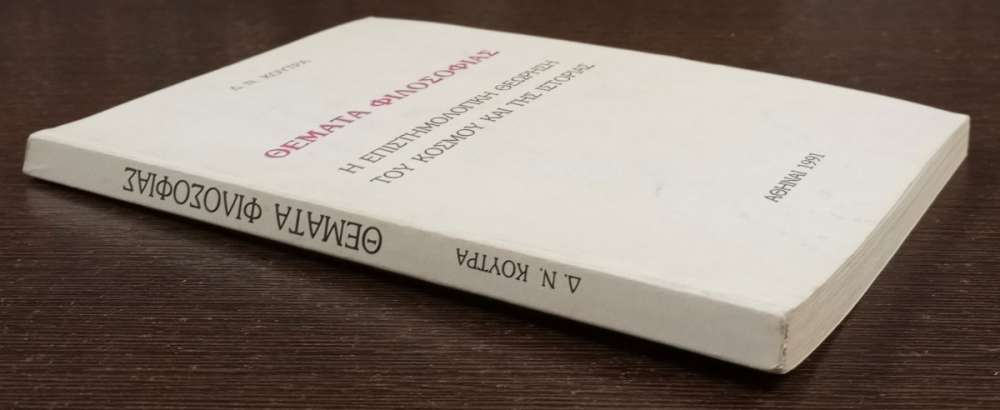 Δ. Ν. ΚΟΥΤΡΑ
ΘΕΜΑΤΑ ΦΙΛΟΣΟΦΙΑΣ
Η ΕΠΙΣΤΗΜΟΛΟΓΙΚΗ ΘΕΩΡΗΣΗ
ΤΟΥ ΚΟΣΜΟΥ ΚΑΙ ΤΗΣ ΙΣΤΟΡΙΑΣ
ΑΘΗΝΑΙ 1991
Δ. Ν. ΚΟΥΤΡΑ
ΘΕΜΑΤΑ ΦΙΛΟΣΟΦΙΑΣ